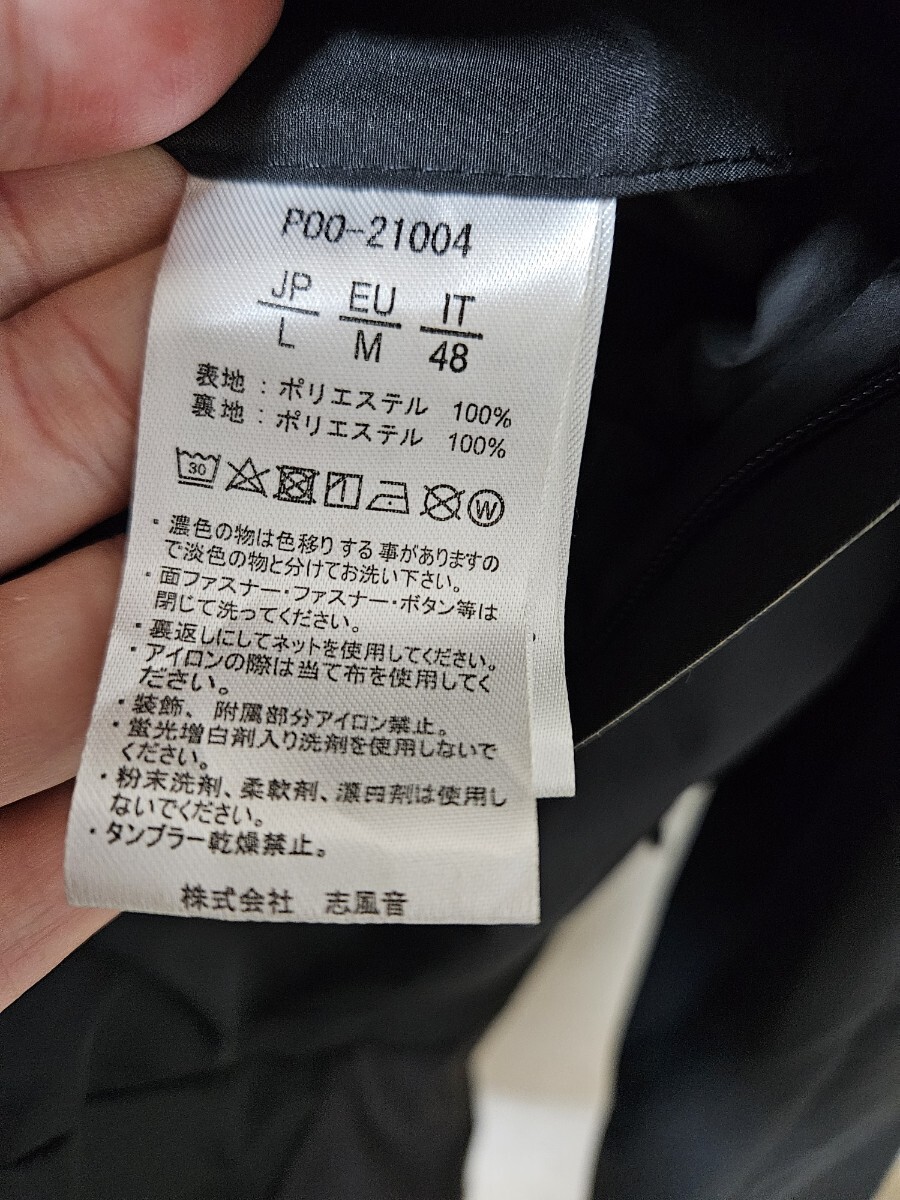 P00-21004
JP EU IT
L M 48
表地：ポリエステル 100%
裏地：ポリエステル 100%
30 W
・濃色の物は色移りする事がありますの
で淡色の物と分けてお洗い下さい。
・面ファスナー・ファスナー・ボタン等は
閉じて洗ってください。
・裏返しにしてネットを使用してください。
・アイロンの際は当て布を使用してく
ださい。
・装飾、附属部分アイロン禁止。
・蛍光増白剤入り洗剤を使用しないで
ください。
・粉末洗剤、柔軟剤、漂白剤は使用し
ないでください。
・タンブラー乾燥禁止。
株式会社 志風音